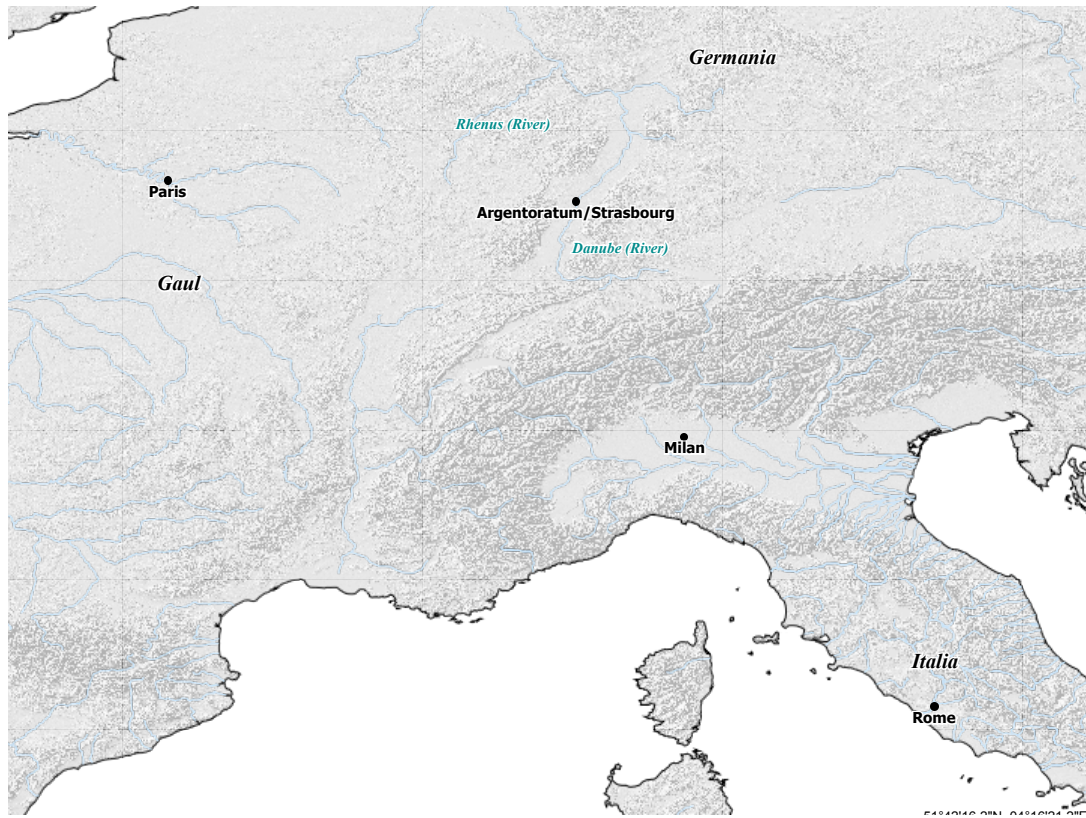 Germania
Rhenus (River)
Paris
Argentoratum/Strasbourg
Danube (River)
Gaul
Milan
Italia
Rome